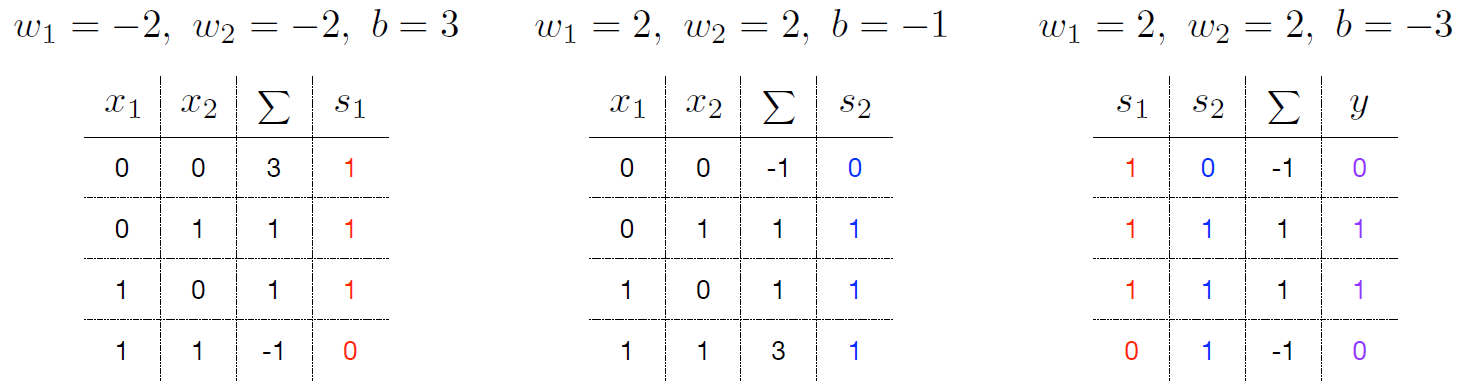 w₁ = −2, w₂ = −2, b = 3 w₁ = 2, w₂ = 2, b = −1 w₁ = 2, w₂ = 2, b = −3
x₁ x₂ ∑ s₁ x₁ x₂ ∑ s₂ s₁ s₂ ∑ y
0 0 3 1 0 0 -1 0 1 0 -1 0
0 1 1 1 0 1 1 1 1 1 1 1
1 0 1 1 1 0 1 1 1 1 1 1
1 1 -1 0 1 1 3 1 0 1 -1 0